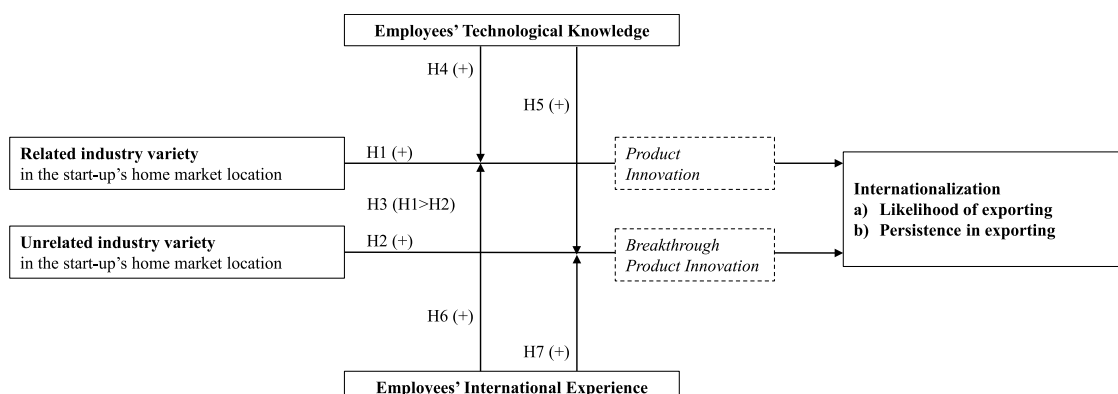 Employees' Technological Knowledge
H4 (+)
H5 (+)
Related industry variety
in the start-up's home market location
H1 (+)
Product
Innovation
Internationalization
a) Likelihood of exporting
b) Persistence in exporting
H3 (H1>H2)
Unrelated industry variety
in the start-up's home market location
H2 (+)
Breakthrough
Product Innovation
H6 (+)
H7 (+)
Employees' International Experience